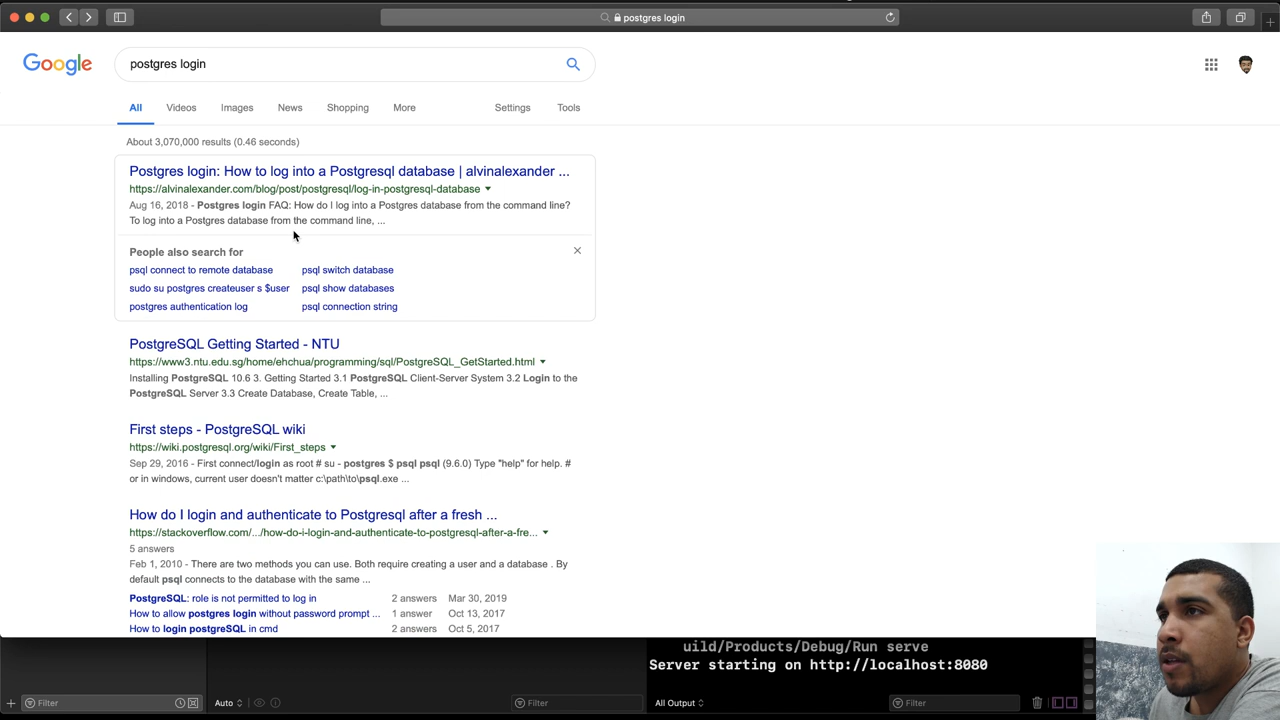 postgres login
Google
postgres login
All Videos Images News Shopping More Settings Tools
About 3,070,000 results (0.46 seconds)
Postgres login: How to log into a Postgresql database | alvinalexander ...
https://alvinalexander.com/blog/post/postgresql/log-in-postgresql-database
Aug 16, 2018 - Postgres login FAQ: How do I log into a Postgres database from the command line?
To log into a Postgres database from the command line, ...
People also search for
psql connect to remote database psql switch database
sudo su postgres createuser s $user psql show databases
postgres authentication log psql connection string
PostgreSQL Getting Started - NTU
https://www3.ntu.edu.sg/home/ehchua/programming/sql/PostgreSQL_GetStarted.html
Installing PostgreSQL 10.6 3. Getting Started 3.1 PostgreSQL Client-Server System 3.2 Login to the
PostgreSQL Server 3.3 Create Database, Create Table, ...
First steps - PostgreSQL wiki
https://wiki.postgresql.org/wiki/First_steps
Sep 29, 2016 - First connect/login as root # su - postgres $ psql psql (9.6.0) Type "help" for help. #
or in windows, current user doesn't matter c:\path\to\psql.exe ...
How do I login and authenticate to Postgresql after a fresh ...
https://stackoverflow.com/.../how-do-i-login-and-authenticate-to-postgresql-after-a-fre...
5 answers
Feb 1, 2010 - There are two methods you can use. Both require creating a user and a database . By
default psql connects to the database with the same ...
PostgreSQL: role is not permitted to log in 2 answers Mar 30, 2019
How to allow postgres login without password prompt ... 1 answer Oct 13, 2017
How to login postgreSQL in cmd 2 answers Oct 5, 2017
uild/Products/Debug/Run serve
Server starting on http://localhost:8080
Filter Auto Filter All Output Filter